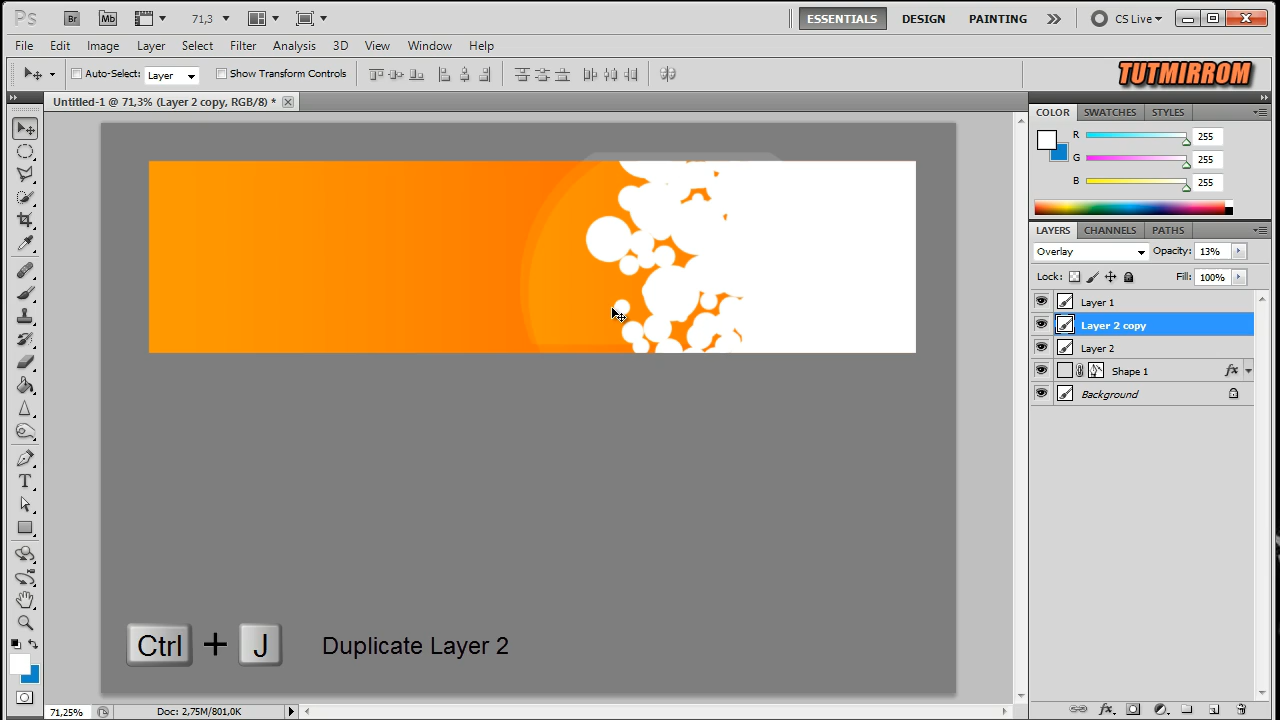 Ps Br Mb 71,3 ESSENTIALS DESIGN PAINTING CS Live
File Edit Image Layer Select Filter Analysis 3D View Window Help
Auto-Select: Layer Show Transform Controls TUTMIRROM
Untitled-1 @ 71,3% (Layer 2 copy, RGB/8) *
COLOR SWATCHES STYLES
R 255
G 255
B 255
LAYERS CHANNELS PATHS
Overlay Opacity: 13%
Lock: Fill: 100%
Layer 1
Layer 2 copy
Layer 2
Shape 1 fx
Background
Ctrl + J Duplicate Layer 2
71,25% Doc: 2,75M/801,0K
fx.